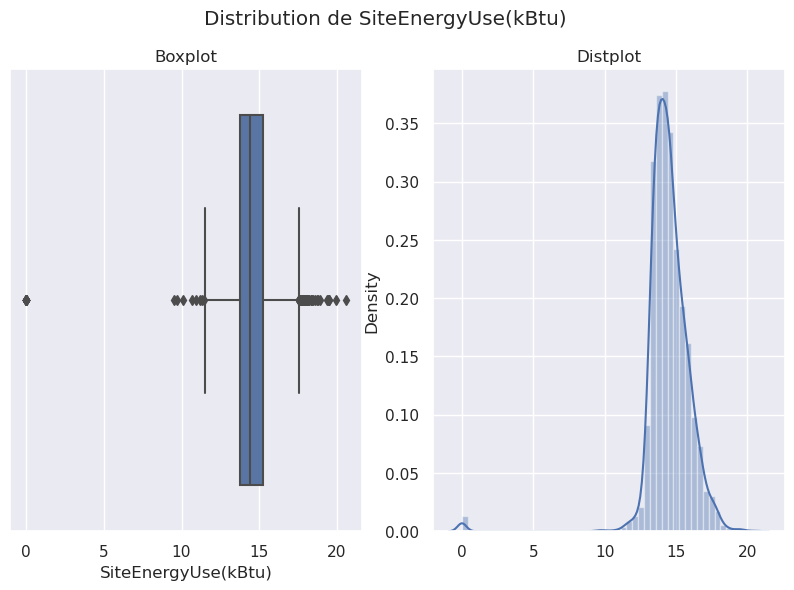 Distribution de SiteEnergyUse(kBtu)
Boxplot
0 5 10 15 20
SiteEnergyUse(kBtu)
Distplot
Density
0.35
0.30
0.25
0.20
0.15
0.10
0.05
0.00
0 5 10 15 20